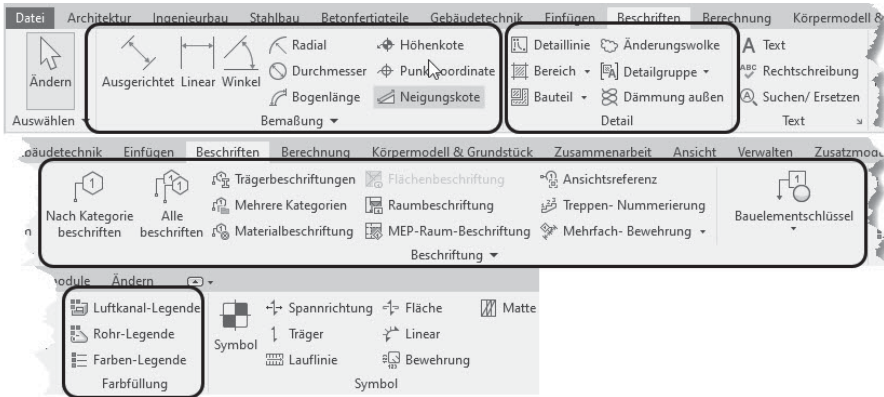 Datei Architektur Ingenieurbau Stahlbau Betonfertigteile Gebäudetechnik Einfügen Beschriften Berechnung Körpermodell &
Ändern
Auswählen
Ausgerichtet Linear Winkel
Radial
Durchmesser
Bogenlänge
Höhenkote
Neigungskote
Bemaßung
Detaillinie
Bereich
Bauteil
Änderungswolke
Detailgruppe
Dämmung außen
Detail
A Text
ABC Rechtschreibung
Suchen/ Ersetzen
Text
Einfügen Beschriften Berechnung Körpermodell & Grundstück Zusammenarbeit Ansicht Verwalten
Nach Kategorie
beschriften
Alle
beschriften
Trägerbeschriftungen
Mehrere Kategorien
Materialbeschriftung
Flächenbeschriftung
Raumbeschriftung
MEP-Raum-Beschriftung
Ansichtsreferenz
Treppen- Nummerierung
Mehrfach- Bewehrung
Bauelementschlüssel
Beschriftung
Ändern
Luftkanal-Legende
Rohr-Legende
Farben-Legende
Farbfüllung
Symbol
Spannrichtung
Träger
Lauflinie
Fläche
Linear
Bewehrung
Matte
Symbol